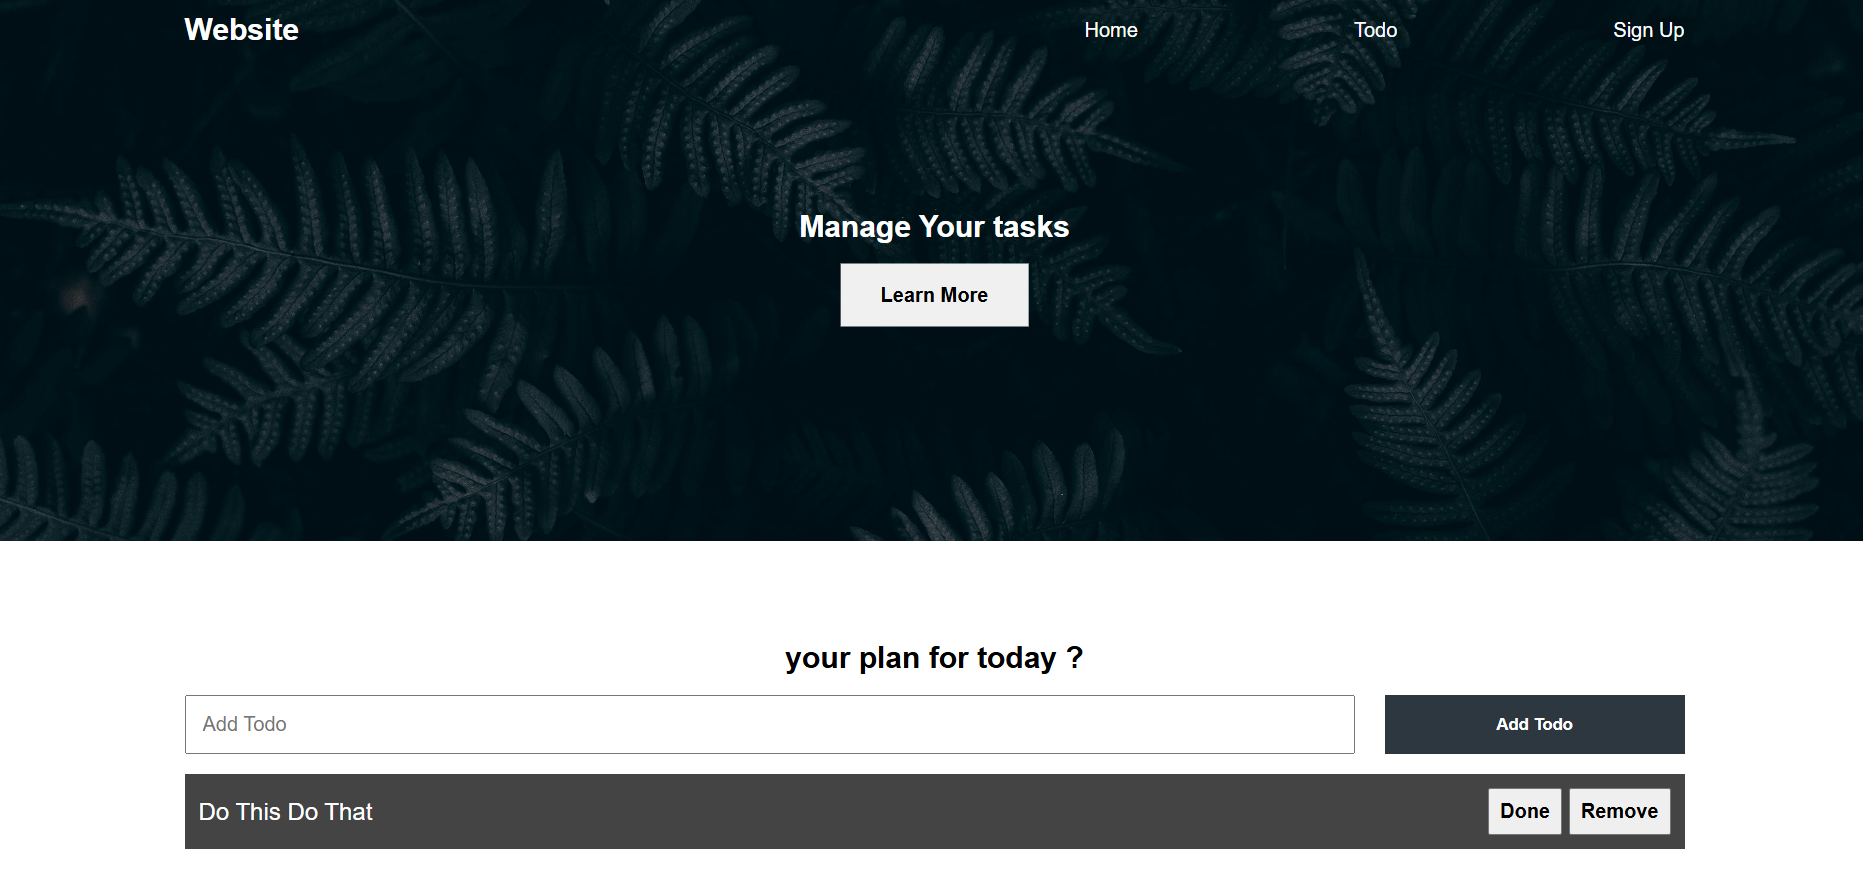 Website Home Todo Sign Up
Manage Your tasks
Learn More
your plan for today ?
Add Todo Add Todo
Do This Do That Done Remove